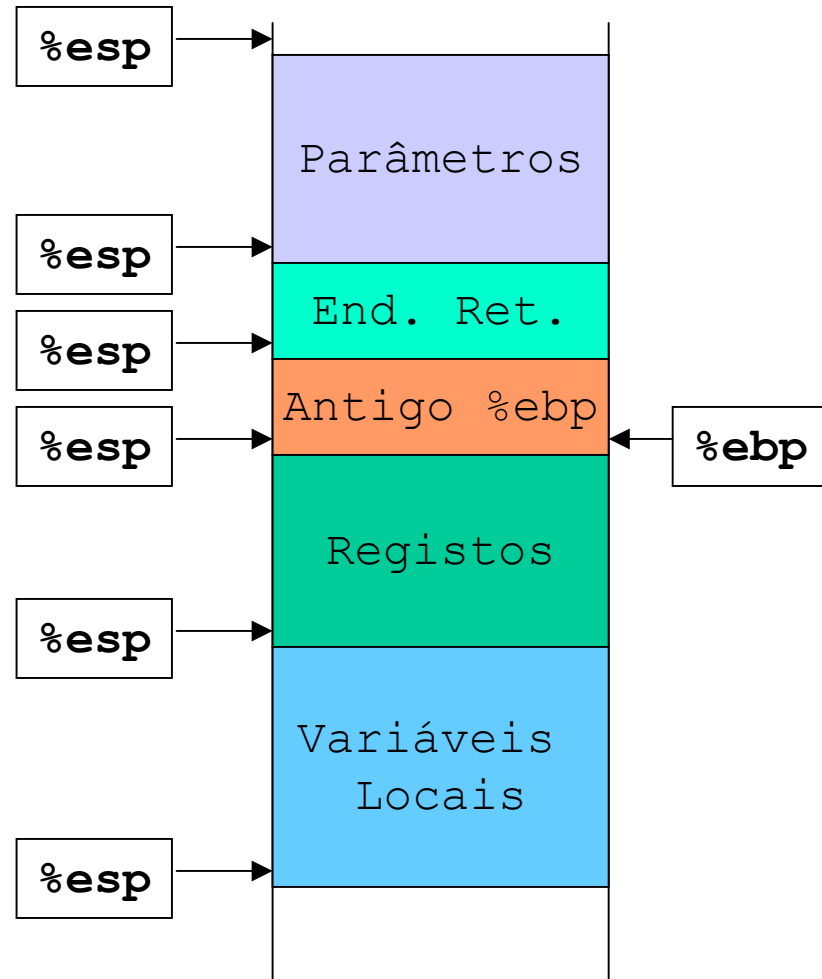 %esp
Parâmetros
%esp
End. Ret.
%esp
Antigo %ebp
%esp
%ebp
Registos
%esp
Variáveis
Locais
%esp